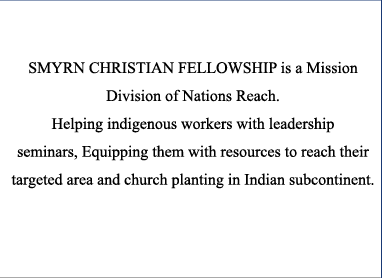 SMYRN CHRISTIAN FELLOWSHIP is a Mission
Division of Nations Reach.
Helping indigenous workers with leadership
seminars, Equipping them with resources to reach their
targeted area and church planting in Indian subcontinent.